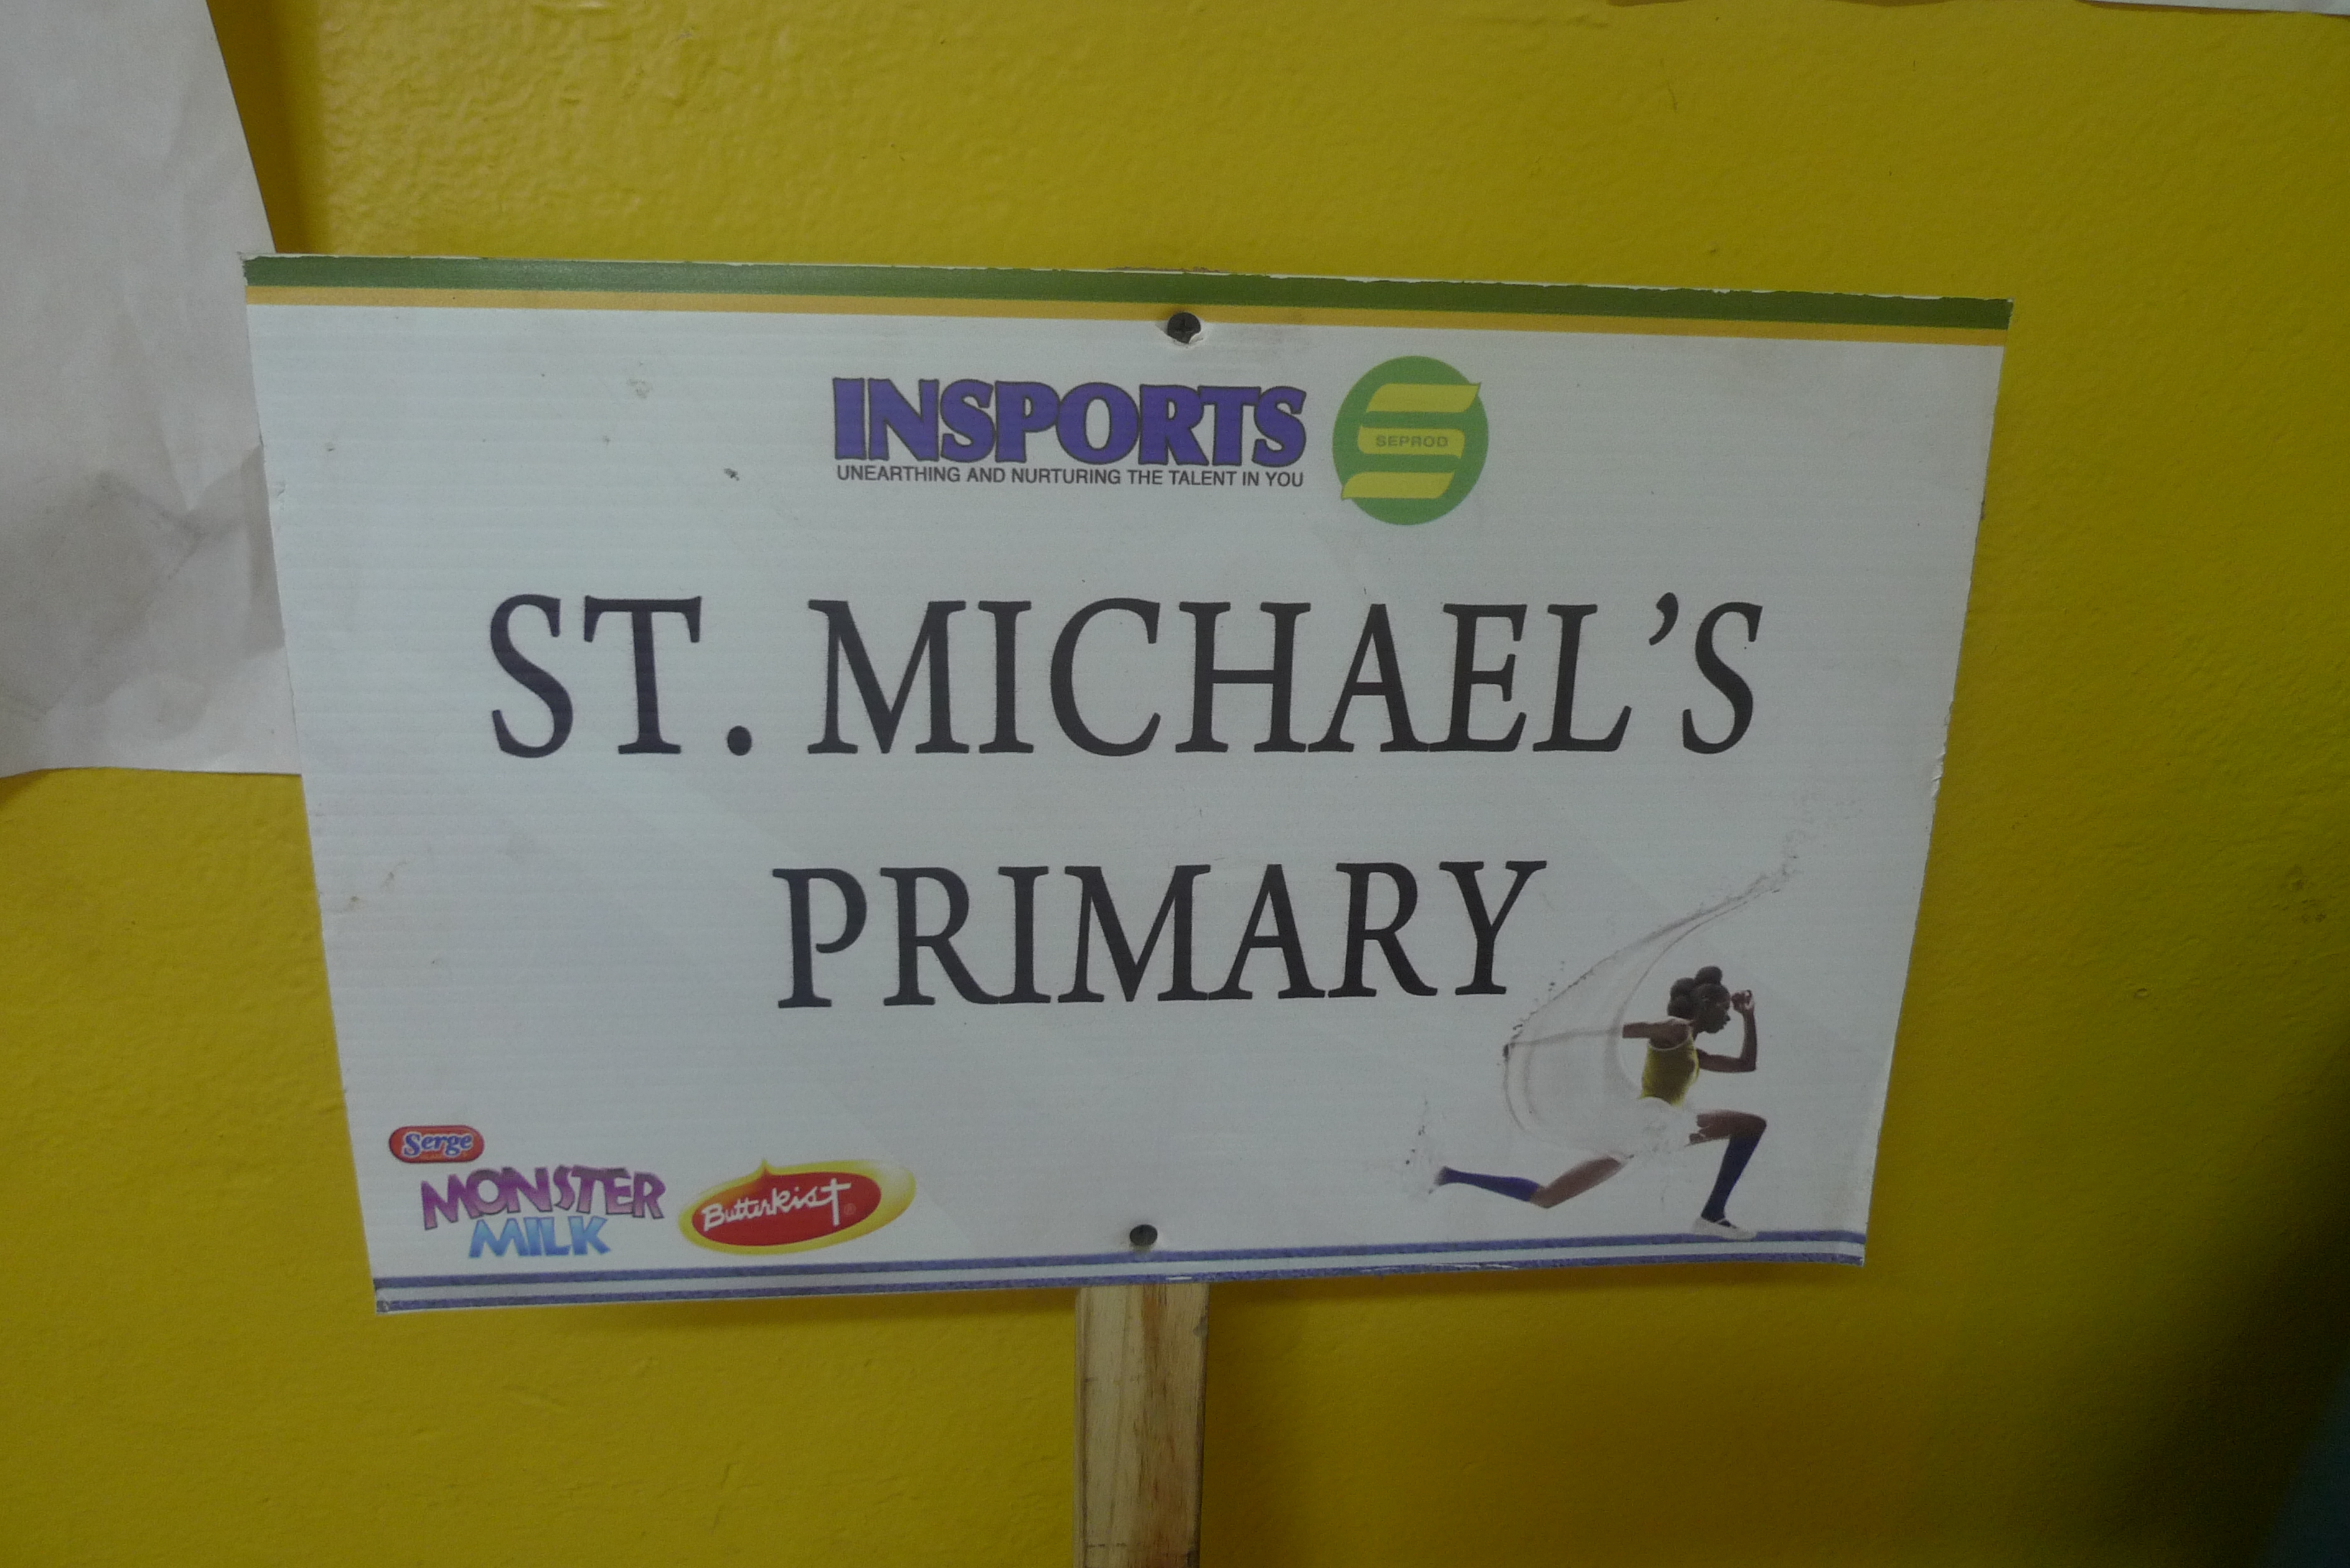 INSPORTS
UNEARTHING AND NURTURING THE TALENT IN YOU
SEPROD
ST. MICHAEL'S
PRIMARY
Serge
MONSTER
MILK
Butterkist®